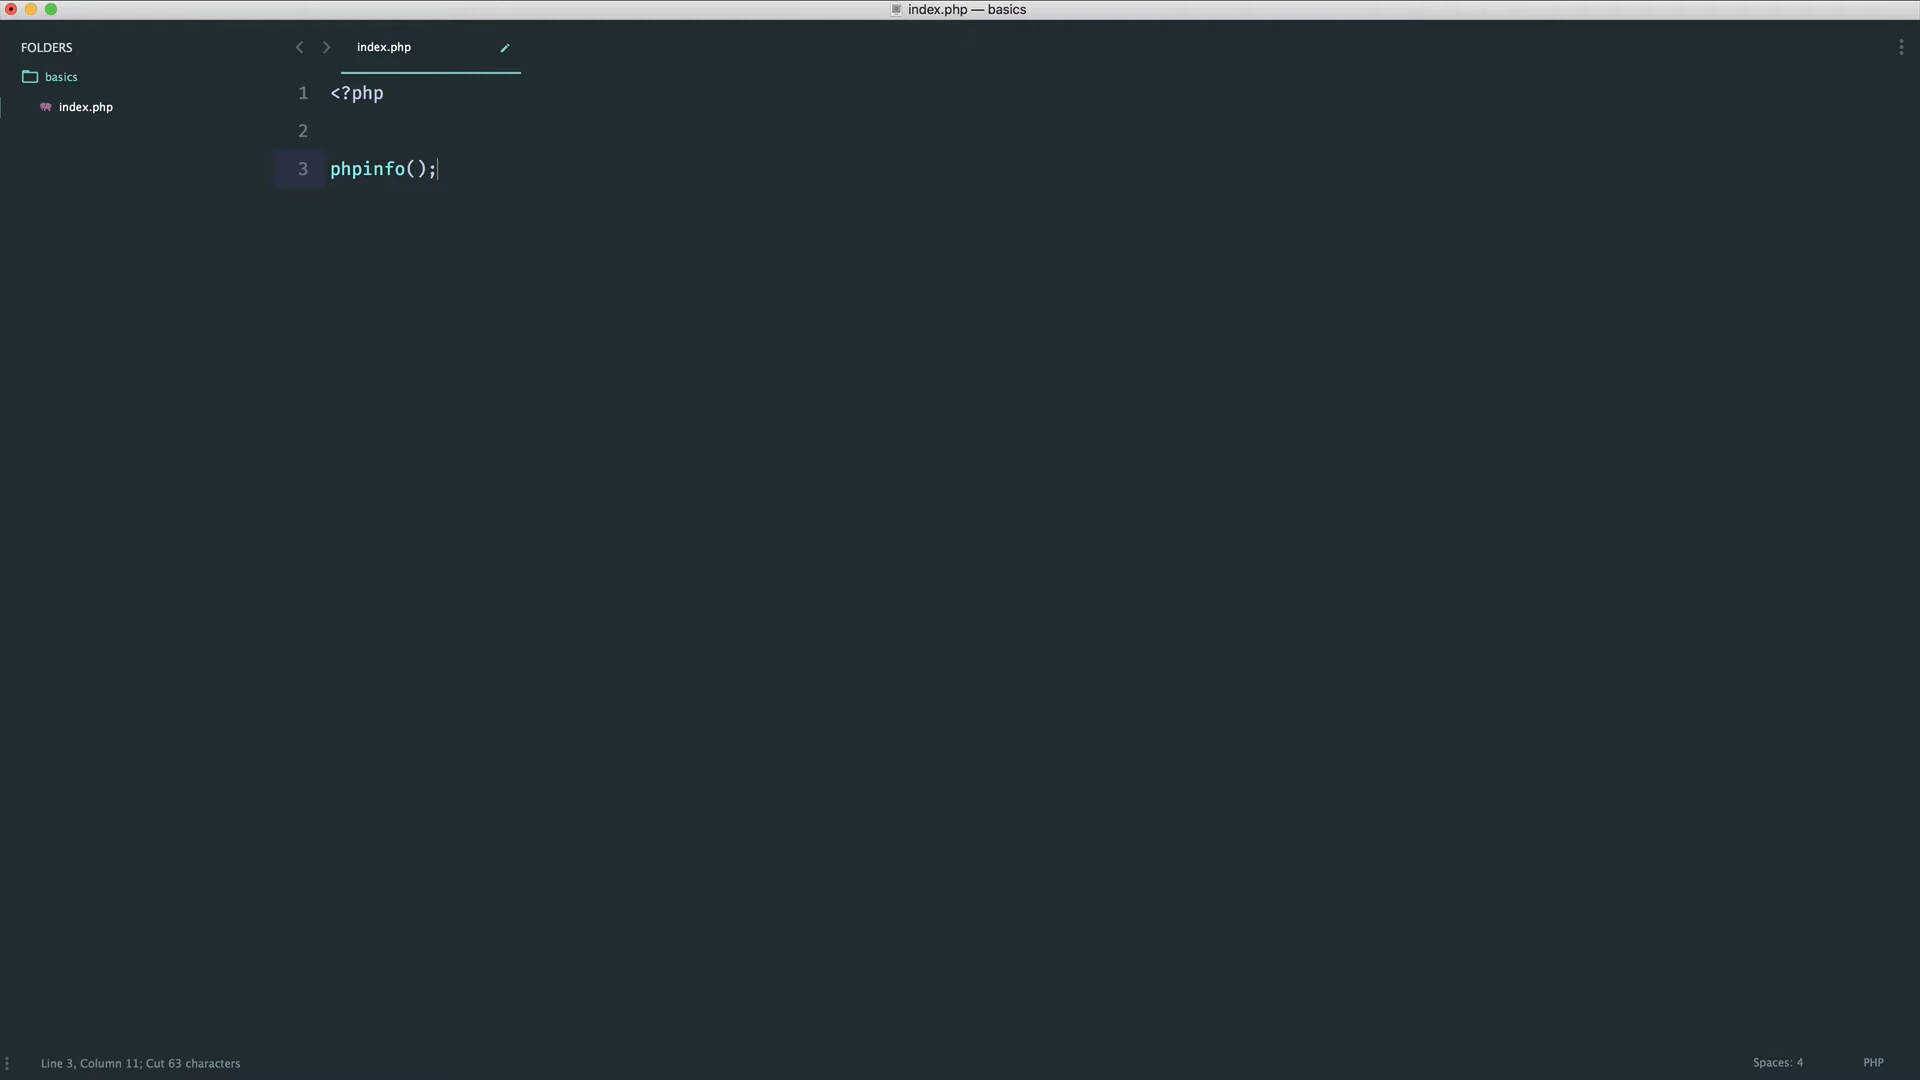 index.php — basics
FOLDERS
basics
index.php
index.php
1 <?php
2
3 phpinfo();
Line 3, Column 11; Cut 63 characters
Spaces: 4
PHP